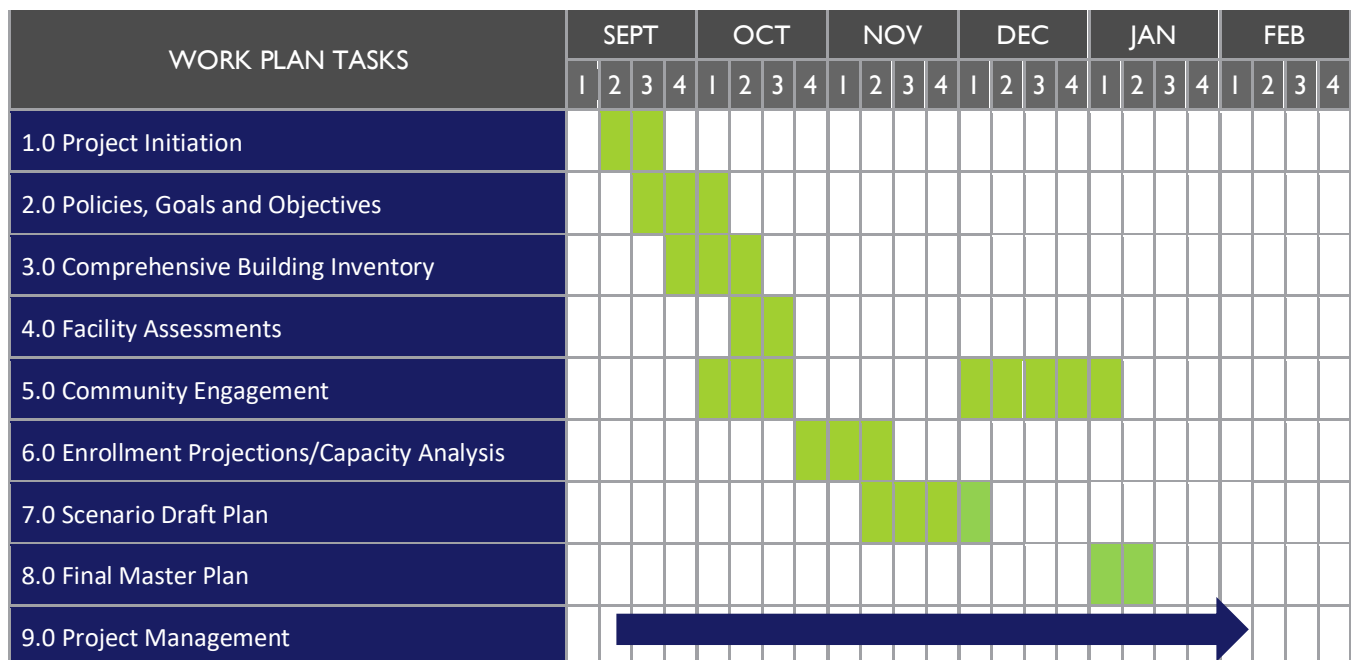 WORK PLAN TASKS
SEPT OCT NOV DEC JAN FEB
1 2 3 4 1 2 3 4 1 2 3 4 1 2 3 4 1 2 3 4 1 2 3 4
1.0 Project Initiation
2.0 Policies, Goals and Objectives
3.0 Comprehensive Building Inventory
4.0 Facility Assessments
5.0 Community Engagement
6.0 Enrollment Projections/Capacity Analysis
7.0 Scenario Draft Plan
8.0 Final Master Plan
9.0 Project Management